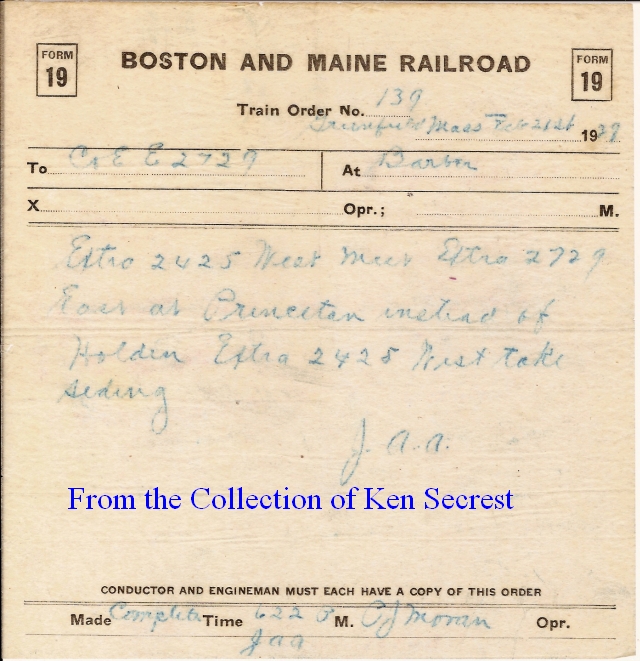 FORM 19
BOSTON AND MAINE RAILROAD
FORM 19
Train Order No. 139
Greenfield Mass Feb 21st 1929
To C&E E 2729 At Barber
X Opr.; M.
Extra 2425 West Meet Extra 2729
East at Princeton instead of
Holden Extra 2425 West take
siding
J. A. A.
From the Collection of Ken Secrest
CONDUCTOR AND ENGINEMAN MUST EACH HAVE A COPY OF THIS ORDER
Made Complete Time 622 P M. CJ Moran Opr.
Jaa